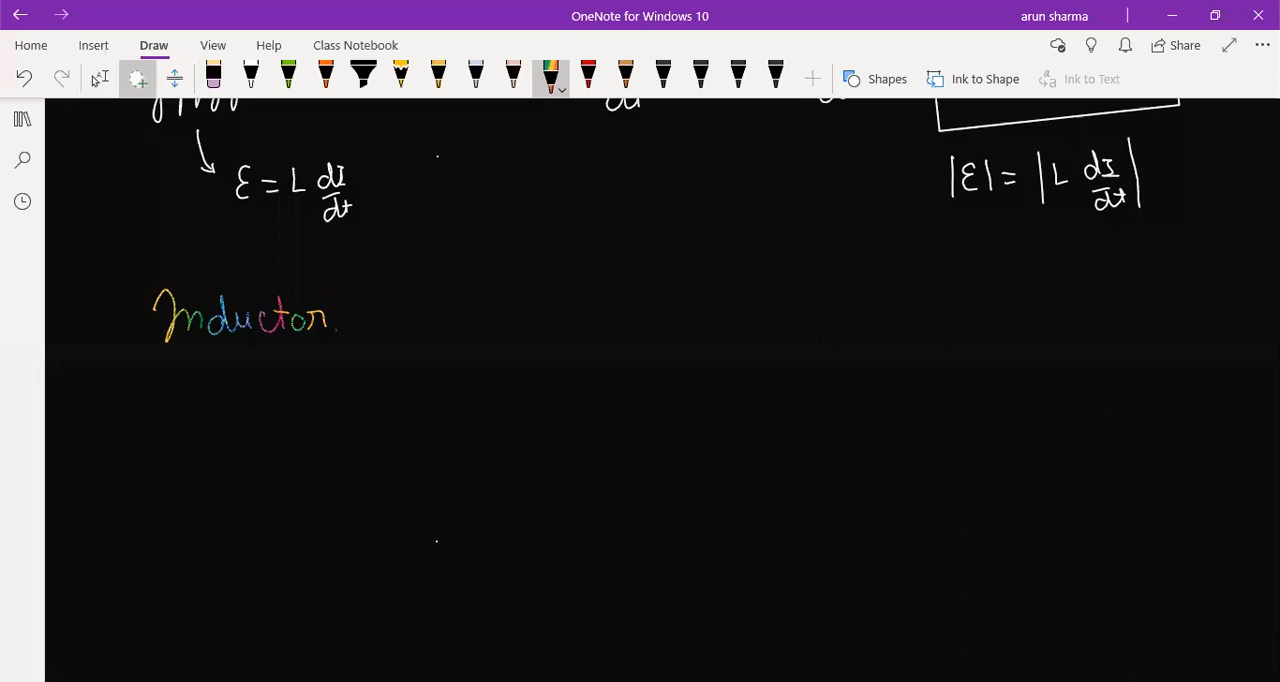 OneNote for Windows 10
arun sharma
Home Insert Draw View Help Class Notebook
Share
Shapes
Ink to Shape
Ink to Text
ε = L dI/dt
|ε| = |L dI/dt|
Inductor.